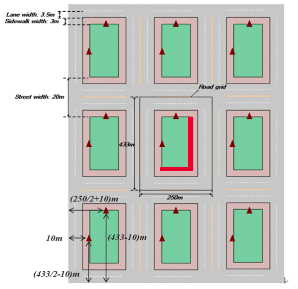 Lane width: 3.5m
Sidewalk width: 3m
Road grid
Street width: 20m
433m
250m
(250/2+10)m
(433-10)m
10m
(433/2-10)m